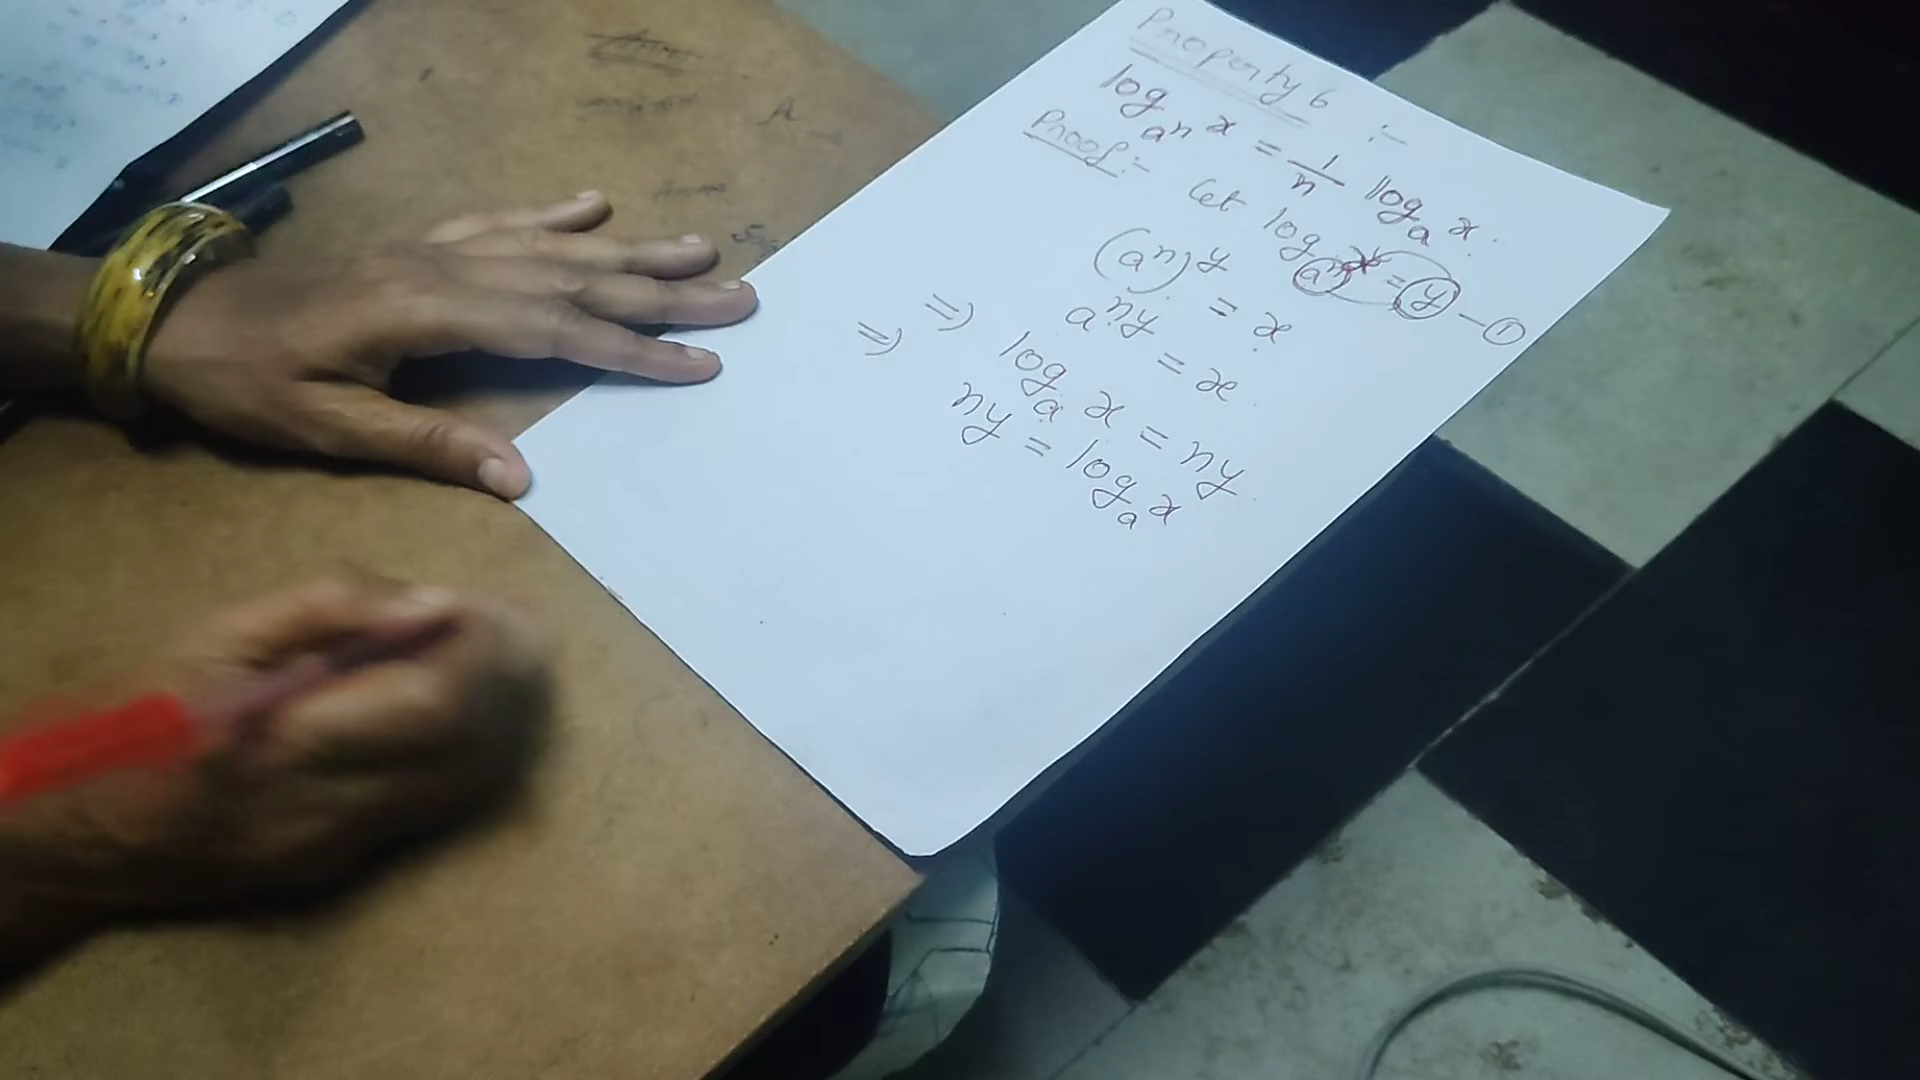 Property 6 :-
log_{a^n} x = 1/n log_a x.
Proof:-
Let log_{a^n} x = y - ①
(a^n)^y = x
⇒ a^{ny} = x
⇒ log_a x = ny
ny = log_a x
A